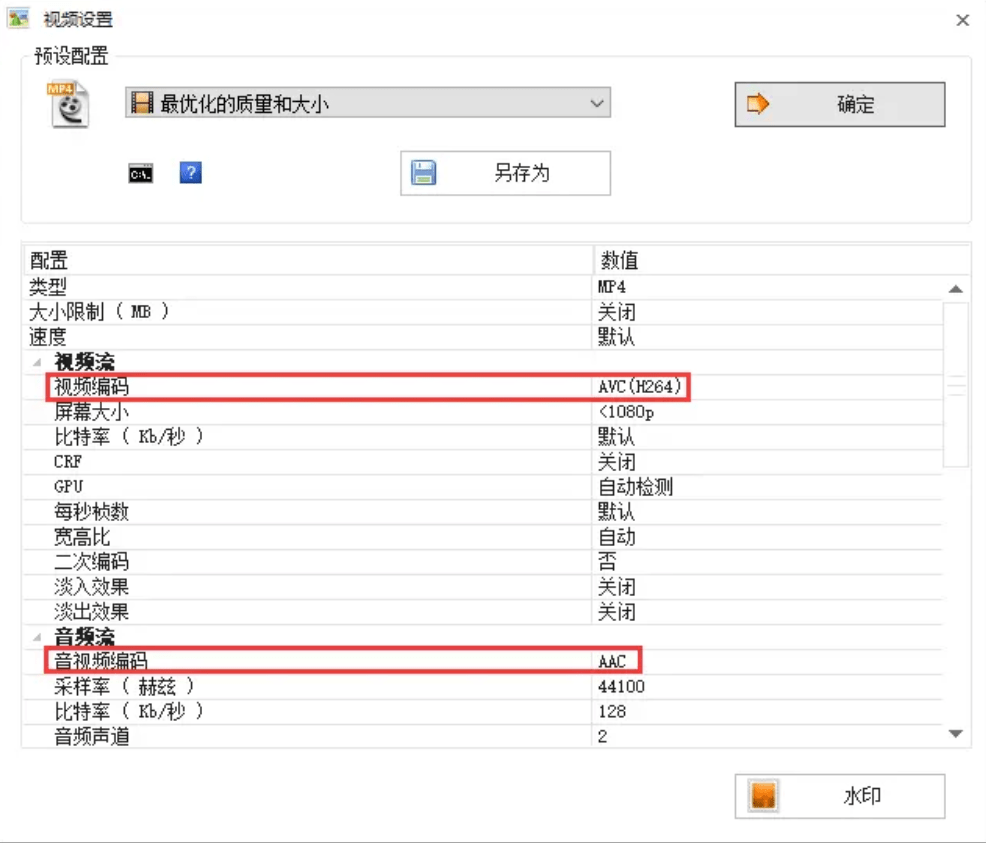 视频设置
预设配置
MP4
最优化的质量和大小
确定
C:\.
?
另存为
配置 数值
类型 MP4
大小限制 ( MB ) 关闭
速度 默认
视频流
视频编码 AVC(H264)
屏幕大小 <1080p
比特率 ( Kb/秒 ) 默认
CRF 关闭
GPU 自动检测
每秒桢数 默认
宽高比 自动
二次编码 否
淡入效果 关闭
淡出效果 关闭
音频流
音视频编码 AAC
采样率 ( 赫兹 ) 44100
比特率 ( Kb/秒 ) 128
音频声道 2
水印